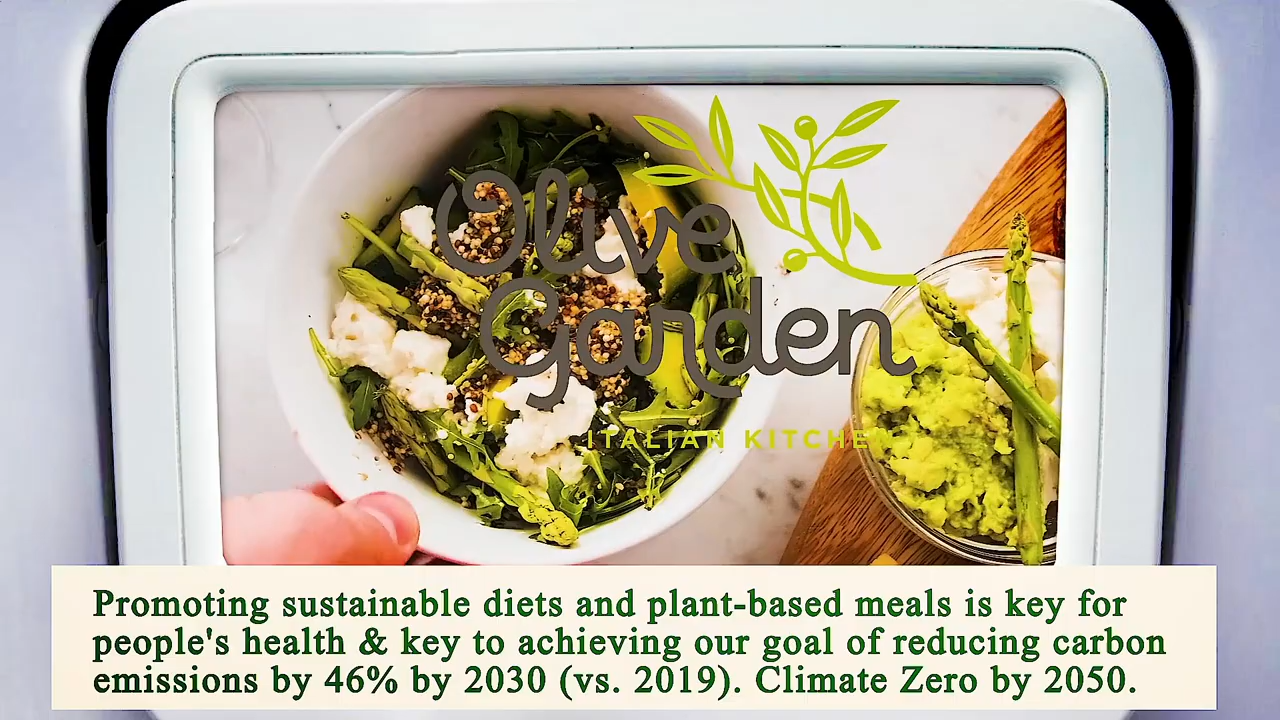 Olive
Garden
ITALIAN KITCHEN
Promoting sustainable diets and plant-based meals is key for
people's health & key to achieving our goal of reducing carbon
emissions by 46% by 2030 (vs. 2019). Climate Zero by 2050.